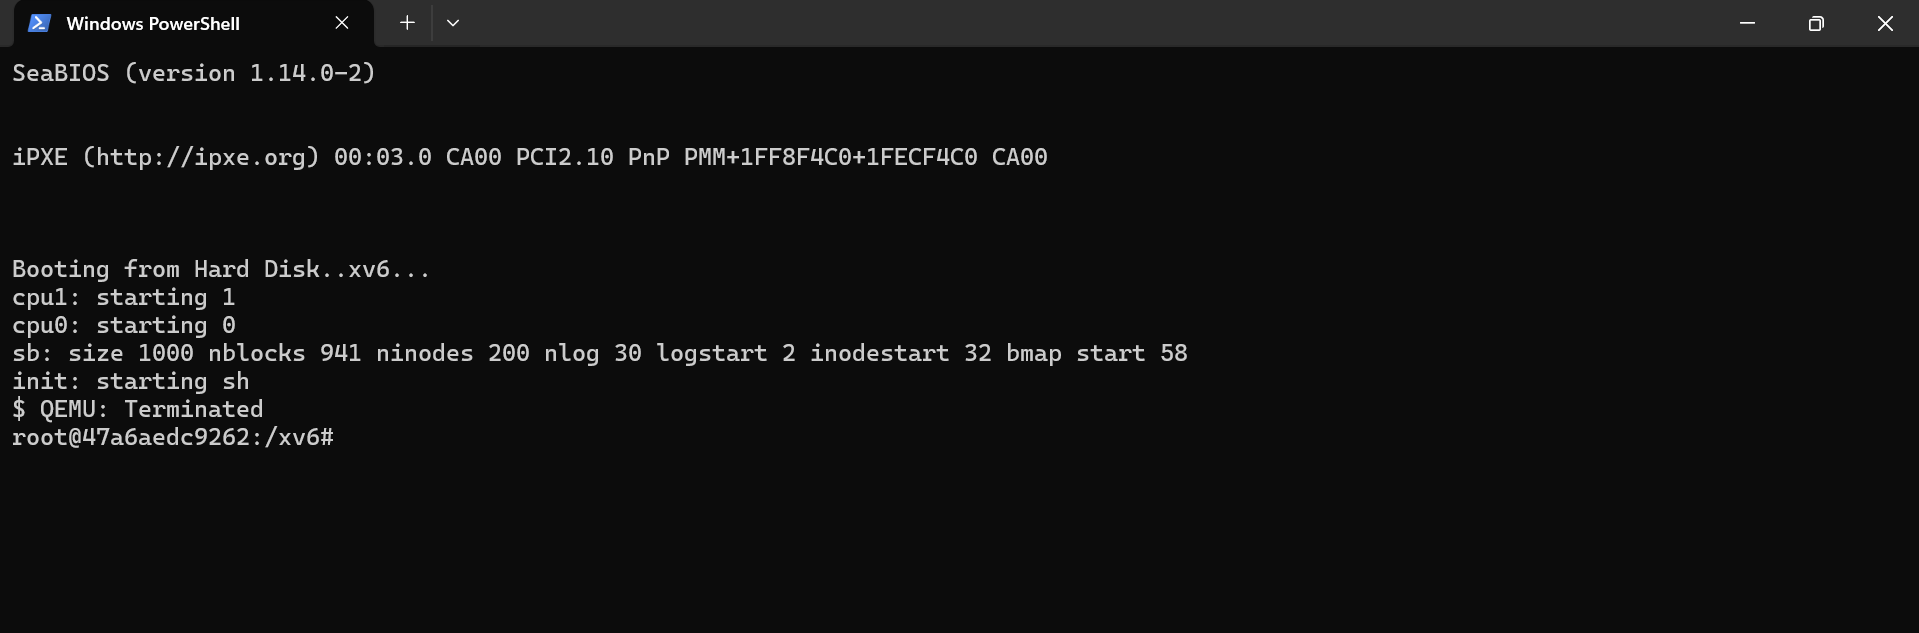 Windows PowerShell
SeaBIOS (version 1.14.0-2)
iPXE (http://ipxe.org) 00:03.0 CA00 PCI2.10 PnP PMM+1FF8F4C0+1FECF4C0 CA00
Booting from Hard Disk..xv6...
cpu1: starting 1
cpu0: starting 0
sb: size 1000 nblocks 941 ninodes 200 nlog 30 logstart 2 inodestart 32 bmap start 58
init: starting sh
$ QEMU: Terminated
root@47a6aedc9262:/xv6#